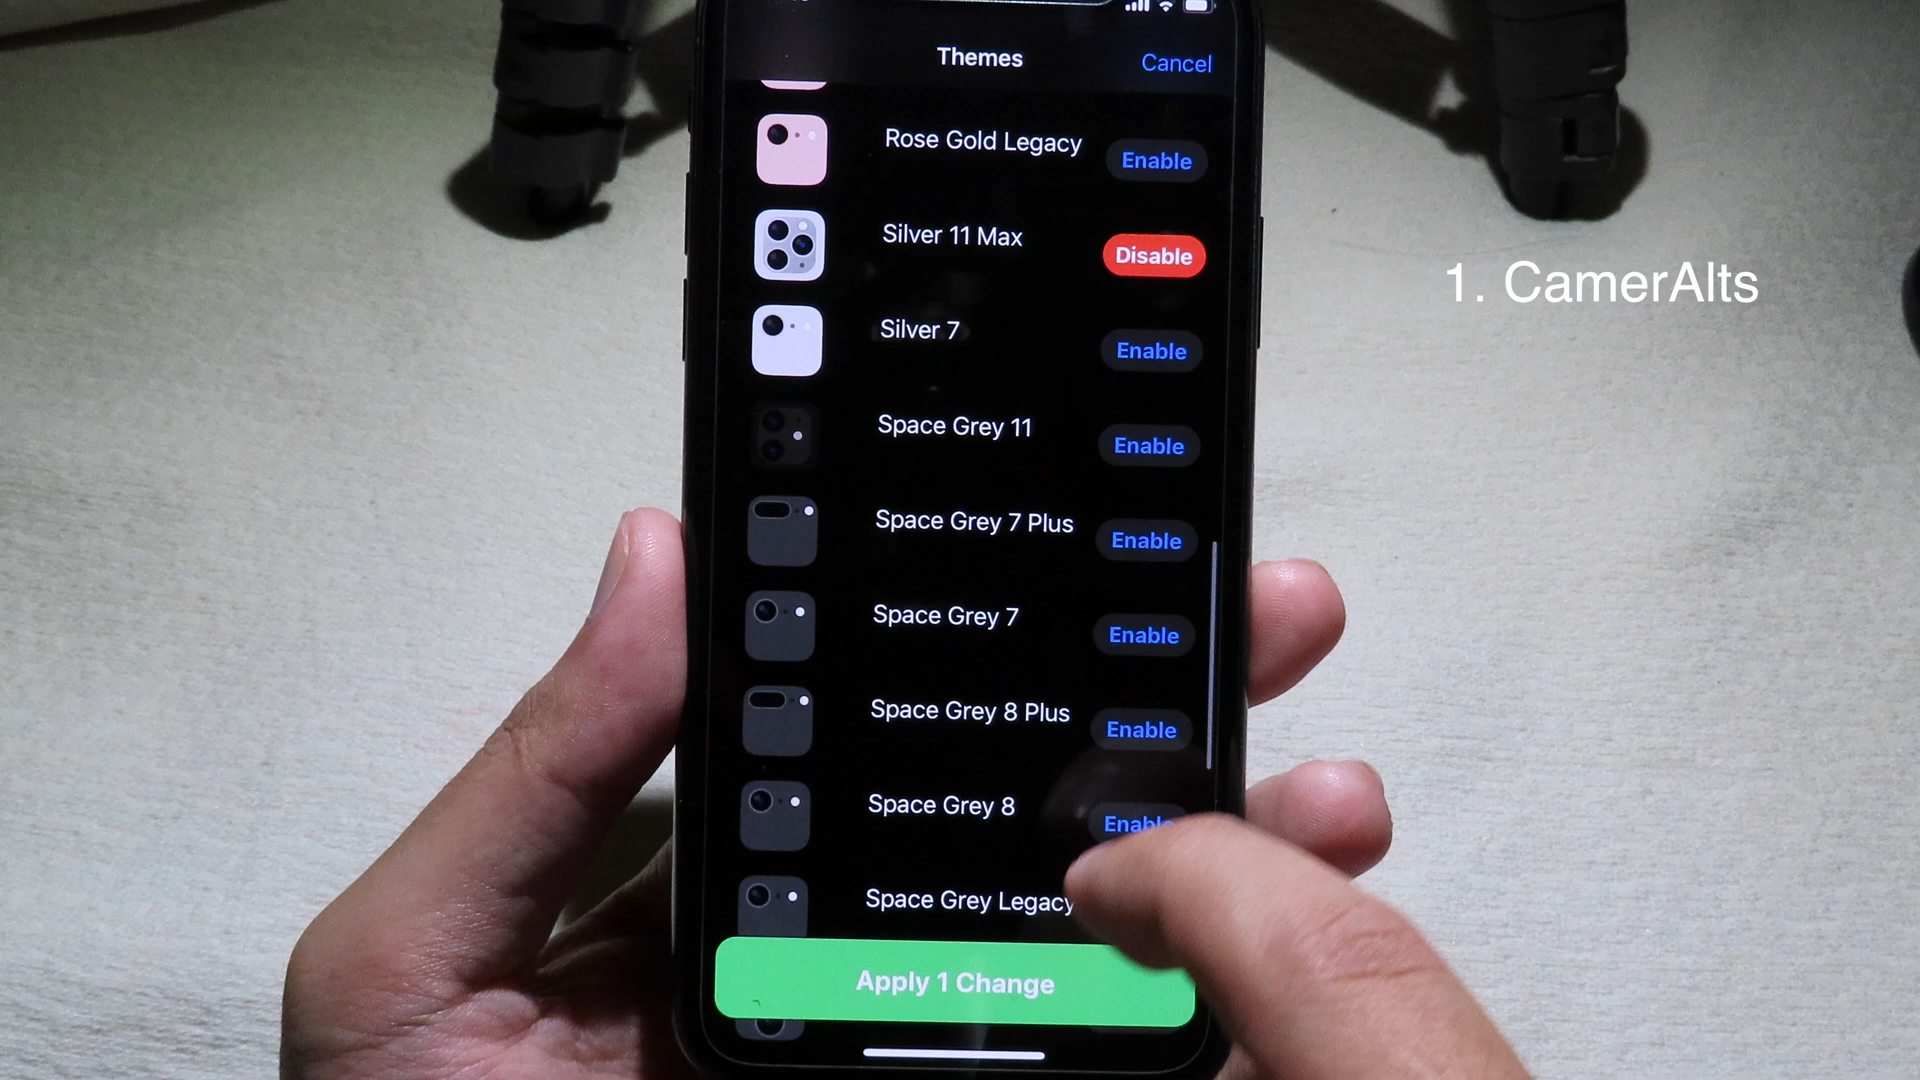 Themes
Cancel
Rose Gold Legacy
Enable
Silver 11 Max
Disable
1. CamerAlts
Silver 7
Enable
Space Grey 11
Enable
Space Grey 7 Plus
Enable
Space Grey 7
Enable
Space Grey 8 Plus
Enable
Space Grey 8
Enable
Space Grey Legacy
Apply 1 Change